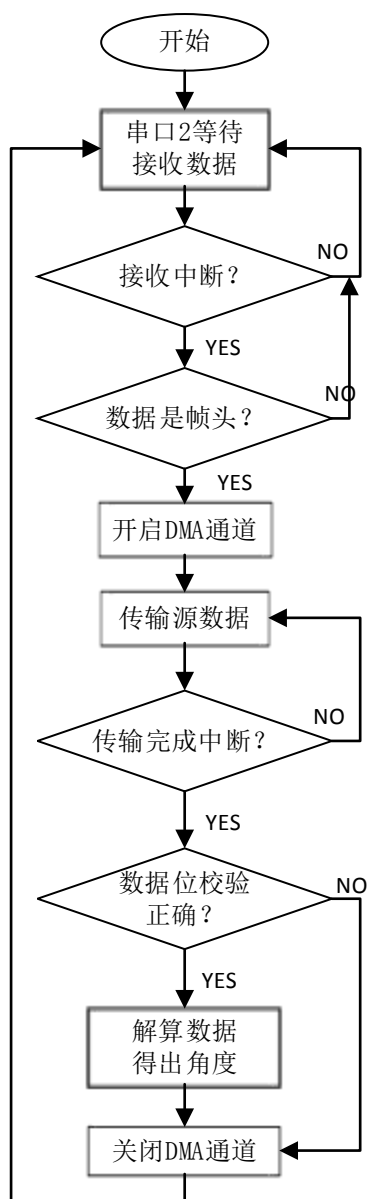 开始
串口2等待
接收数据
NO
接收中断？
YES
NO
数据是帧头？
YES
开启DMA通道
传输源数据
NO
传输完成中断？
YES
数据位校验
正确？
NO
YES
解算数据
得出角度
关闭DMA通道